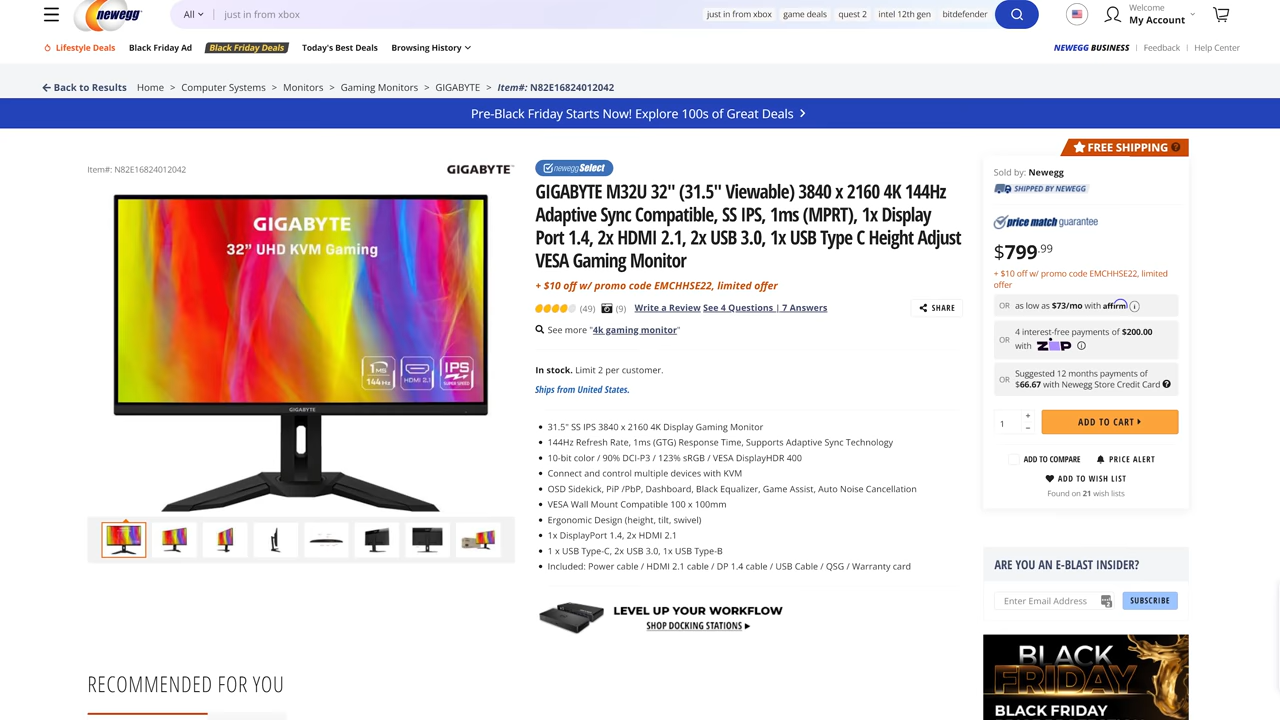 newegg
All
just in from xbox
just in from xbox game deals quest 2 intel 12th gen bitdefender
Welcome
My Account
Lifestyle Deals Black Friday Ad Black Friday Deals Today's Best Deals Browsing History
NEWEGG BUSINESS Feedback Help Center
Back to Results Home > Computer Systems > Monitors > Gaming Monitors > GIGABYTE > Item#: N82E16824012042
Pre-Black Friday Starts Now! Explore 100s of Great Deals
Item#: N82E16824012042
GIGABYTE™
GIGABYTE
32" UHD KVM Gaming
1MS
144Hz
HDMI 2.1
IPS
SUPER SPEED
GIGABYTE
newegg Select
GIGABYTE M32U 32" (31.5" Viewable) 3840 x 2160 4K 144Hz
Adaptive Sync Compatible, SS IPS, 1ms (MPRT), 1x Display
Port 1.4, 2x HDMI 2.1, 2x USB 3.0, 1x USB Type C Height Adjust
VESA Gaming Monitor
+ $10 off w/ promo code EMCHHSE22, limited offer
(49) (9) Write a Review See 4 Questions | 7 Answers
SHARE
See more "4k gaming monitor"
In stock. Limit 2 per customer.
Ships from United States.
• 31.5" SS IPS 3840 x 2160 4K Display Gaming Monitor
• 144Hz Refresh Rate, 1ms (GTG) Response Time, Supports Adaptive Sync Technology
• 10-bit color / 90% DCI-P3 / 123% sRGB / VESA DisplayHDR 400
• Connect and control multiple devices with KVM
• OSD Sidekick, PiP /PbP, Dashboard, Black Equalizer, Game Assist, Auto Noise Cancellation
• VESA Wall Mount Compatible 100 x 100mm
• Ergonomic Design (height, tilt, swivel)
• 1x DisplayPort 1.4, 2x HDMI 2.1
• 1 x USB Type-C, 2x USB 3.0, 1x USB Type-B
• Included: Power cable / HDMI 2.1 cable / DP 1.4 cable / USB Cable / QSG / Warranty card
LEVEL UP YOUR WORKFLOW
SHOP DOCKING STATIONS
FREE SHIPPING
Sold by: Newegg
SHIPPED BY NEWEGG
price match guarantee
$799.99
+ $10 off w/ promo code EMCHHSE22, limited
offer
OR as low as $73/mo with affirm
OR 4 interest-free payments of $200.00
with ZIP
OR Suggested 12 months payments of
$66.67 with Newegg Store Credit Card
1 + − ADD TO CART
ADD TO COMPARE PRICE ALERT
ADD TO WISH LIST
Found on 21 wish lists
ARE YOU AN E-BLAST INSIDER?
Enter Email Address SUBSCRIBE
BLACK
FRIDAY
BLACK FRIDAY
RECOMMENDED FOR YOU